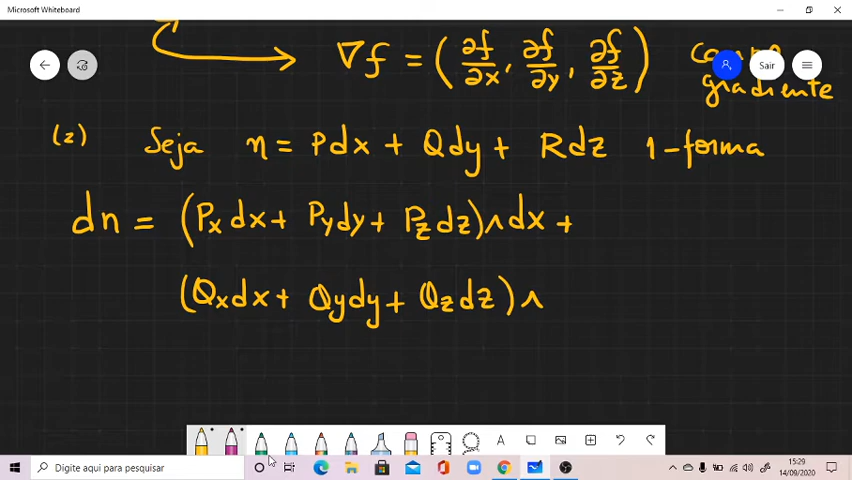 Microsoft Whiteboard
∇f = (∂f/∂x, ∂f/∂y, ∂f/∂z)
Sair
gradiente
(2) Seja η = Pdx + Qdy + Rdz 1-forma
dη = (Pxdx + Pydy + Pzdz)∧dx +
(Qxdx + Qydy + Qzdz)∧
A
Digite aqui para pesquisar
15:29
14/09/2020